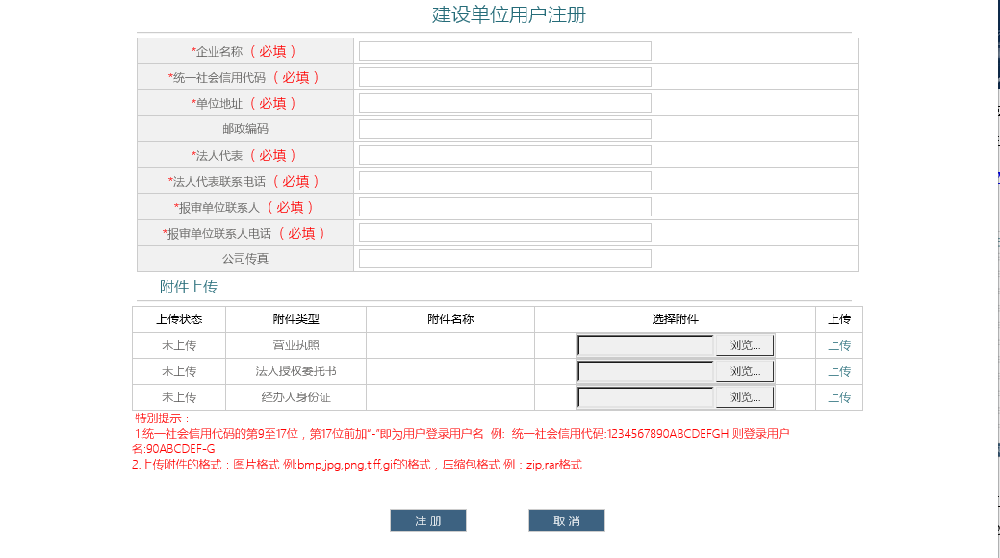 建设单位用户注册
*企业名称（必填）
*统一社会信用代码（必填）
*单位地址（必填）
邮政编码
*法人代表（必填）
*法人代表联系电话（必填）
*报审单位联系人（必填）
*报审单位联系人电话（必填）
公司传真
附件上传
上传状态 附件类型 附件名称 选择附件 上传
未上传 营业执照 浏览... 上传
未上传 法人授权委托书 浏览... 上传
未上传 经办人身份证 浏览... 上传
特别提示：
1.统一社会信用代码的第9至17位，第17位前加“-”即为用户登录用户名 例: 统一社会信用代码:1234567890ABCDEFGH 则登录用户
名:90ABCDEF-G
2.上传附件的格式：图片格式 例:bmp,jpg,png,tiff,gif的格式，压缩包格式 例：zip,rar格式
注 册 取 消